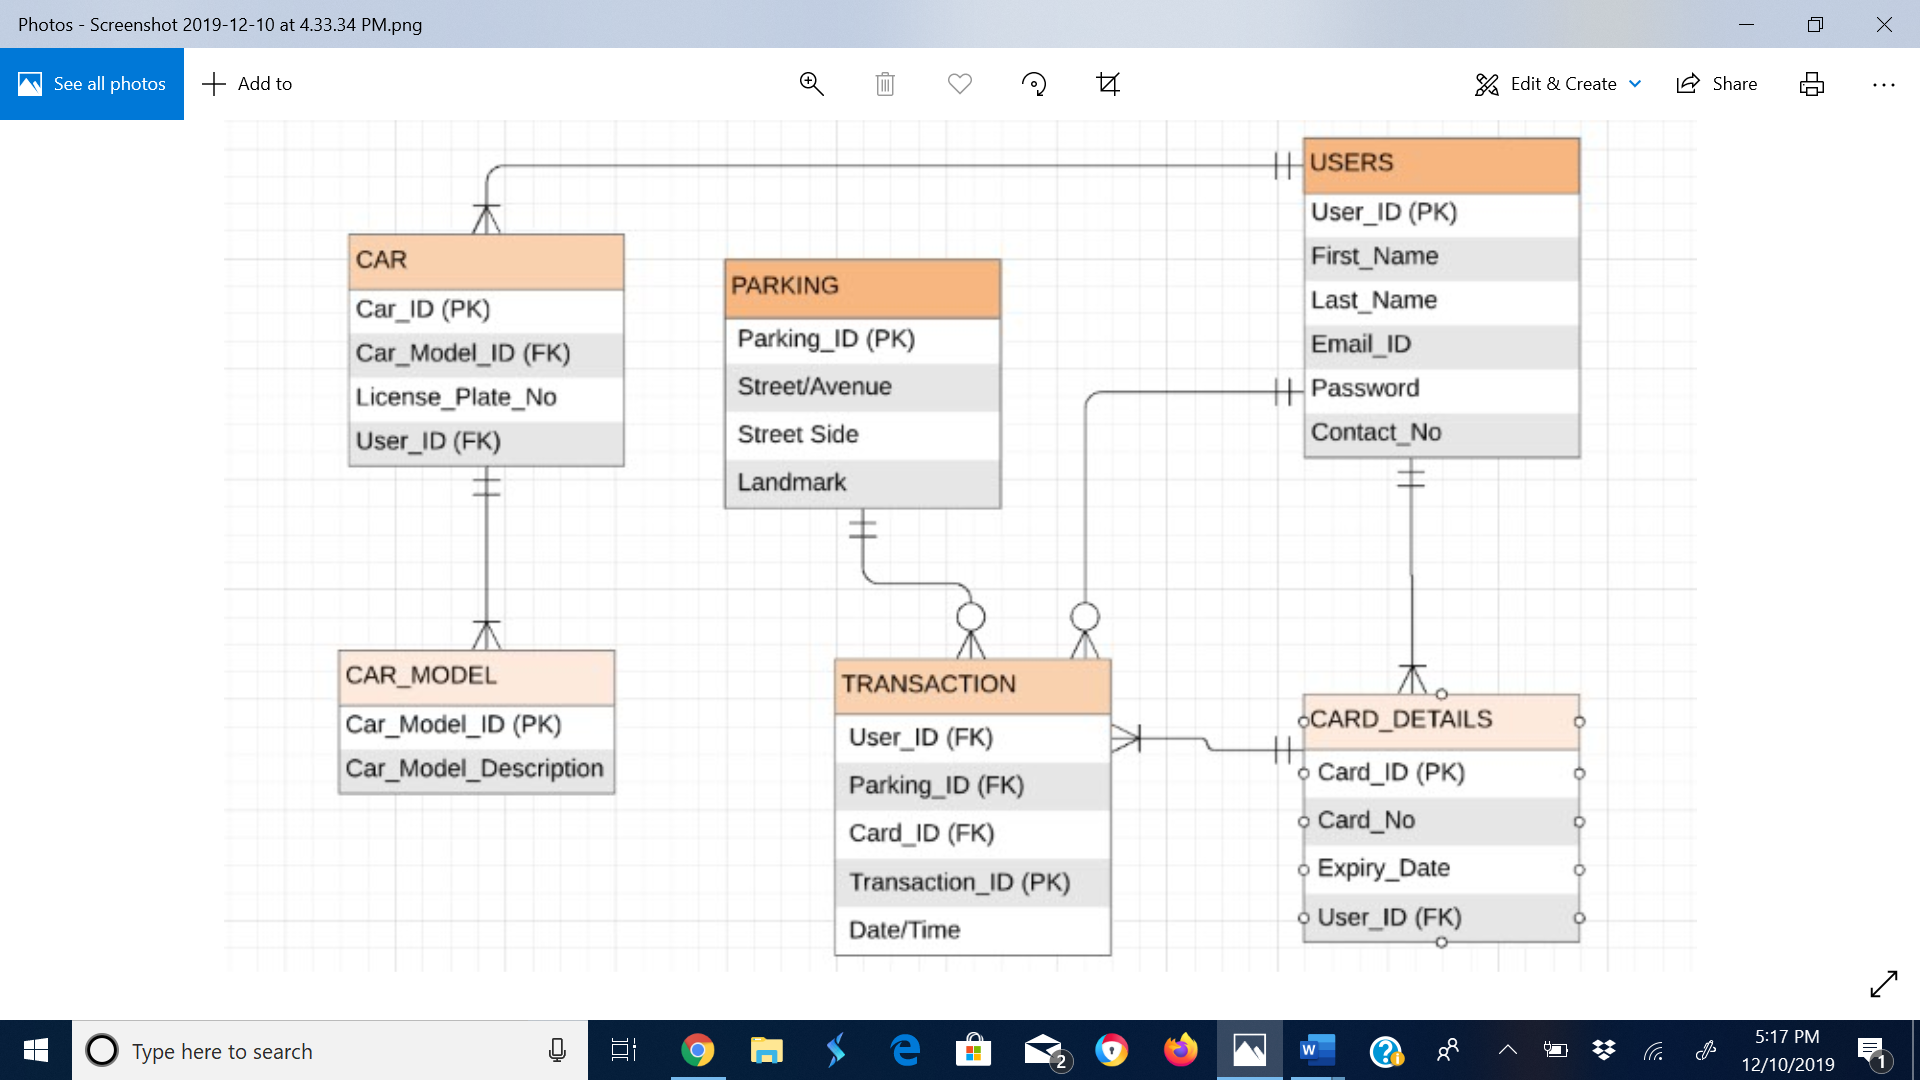 Photos - Screenshot 2019-12-10 at 4.33.34 PM.png
See all photos
Add to
Edit & Create
Share
USERS
User_ID (PK)
First_Name
Last_Name
Email_ID
Password
Contact_No
CAR
Car_ID (PK)
Car_Model_ID (FK)
License_Plate_No
User_ID (FK)
PARKING
Parking_ID (PK)
Street/Avenue
Street Side
Landmark
CAR_MODEL
Car_Model_ID (PK)
Car_Model_Description
TRANSACTION
User_ID (FK)
Parking_ID (FK)
Card_ID (FK)
Transaction_ID (PK)
Date/Time
CARD_DETAILS
Card_ID (PK)
Card_No
Expiry_Date
User_ID (FK)
Type here to search
2
W
5:17 PM
12/10/2019
1